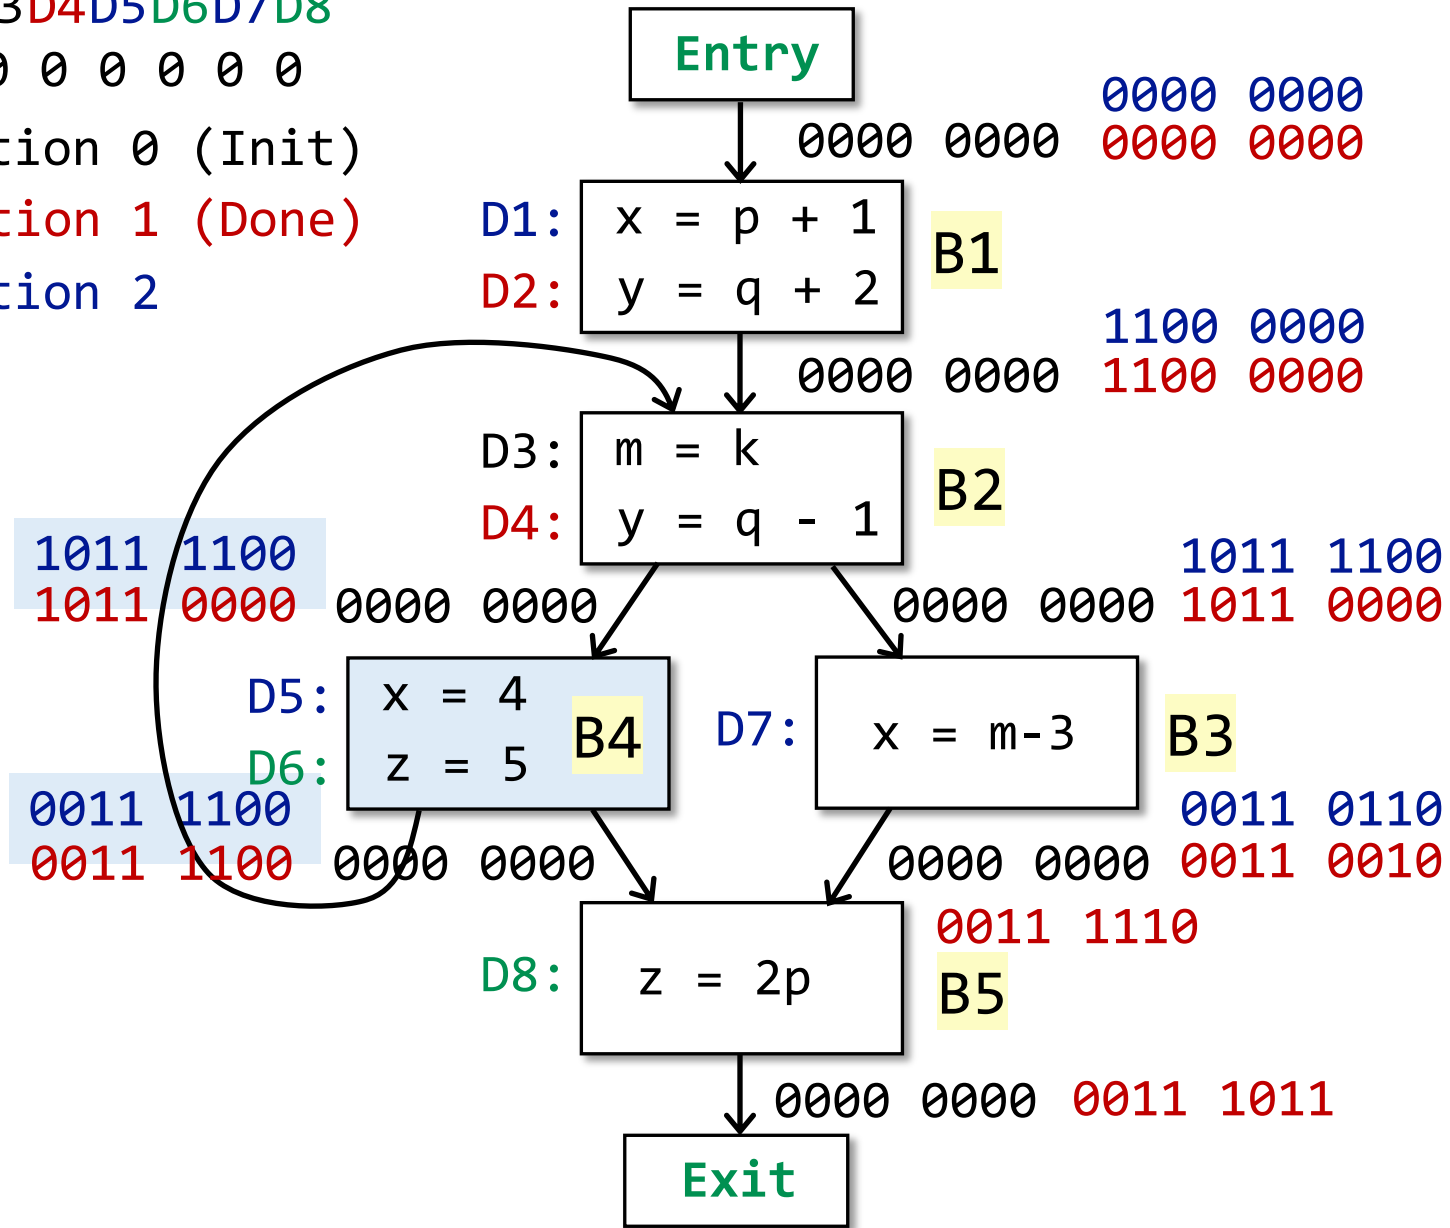 3D4D5D6D7D8
0 0 0 0 0 0
tion 0 (Init)
tion 1 (Done)
tion 2
Entry
0000 0000
0000 0000 0000 0000
D1: x = p + 1
D2: y = q + 2
B1
1100 0000
0000 0000 1100 0000
D3: m = k
D4: y = q - 1
B2
1011 1100
1011 0000 0000 0000
1011 1100
0000 0000 1011 0000
D5: x = 4
D6: z = 5
B4
D7: x = m-3
B3
0011 1100
0011 1100 0000 0000
0011 0110
0000 0000 0011 0010
0011 1110
D8: z = 2p
B5
0000 0000 0011 1011
Exit